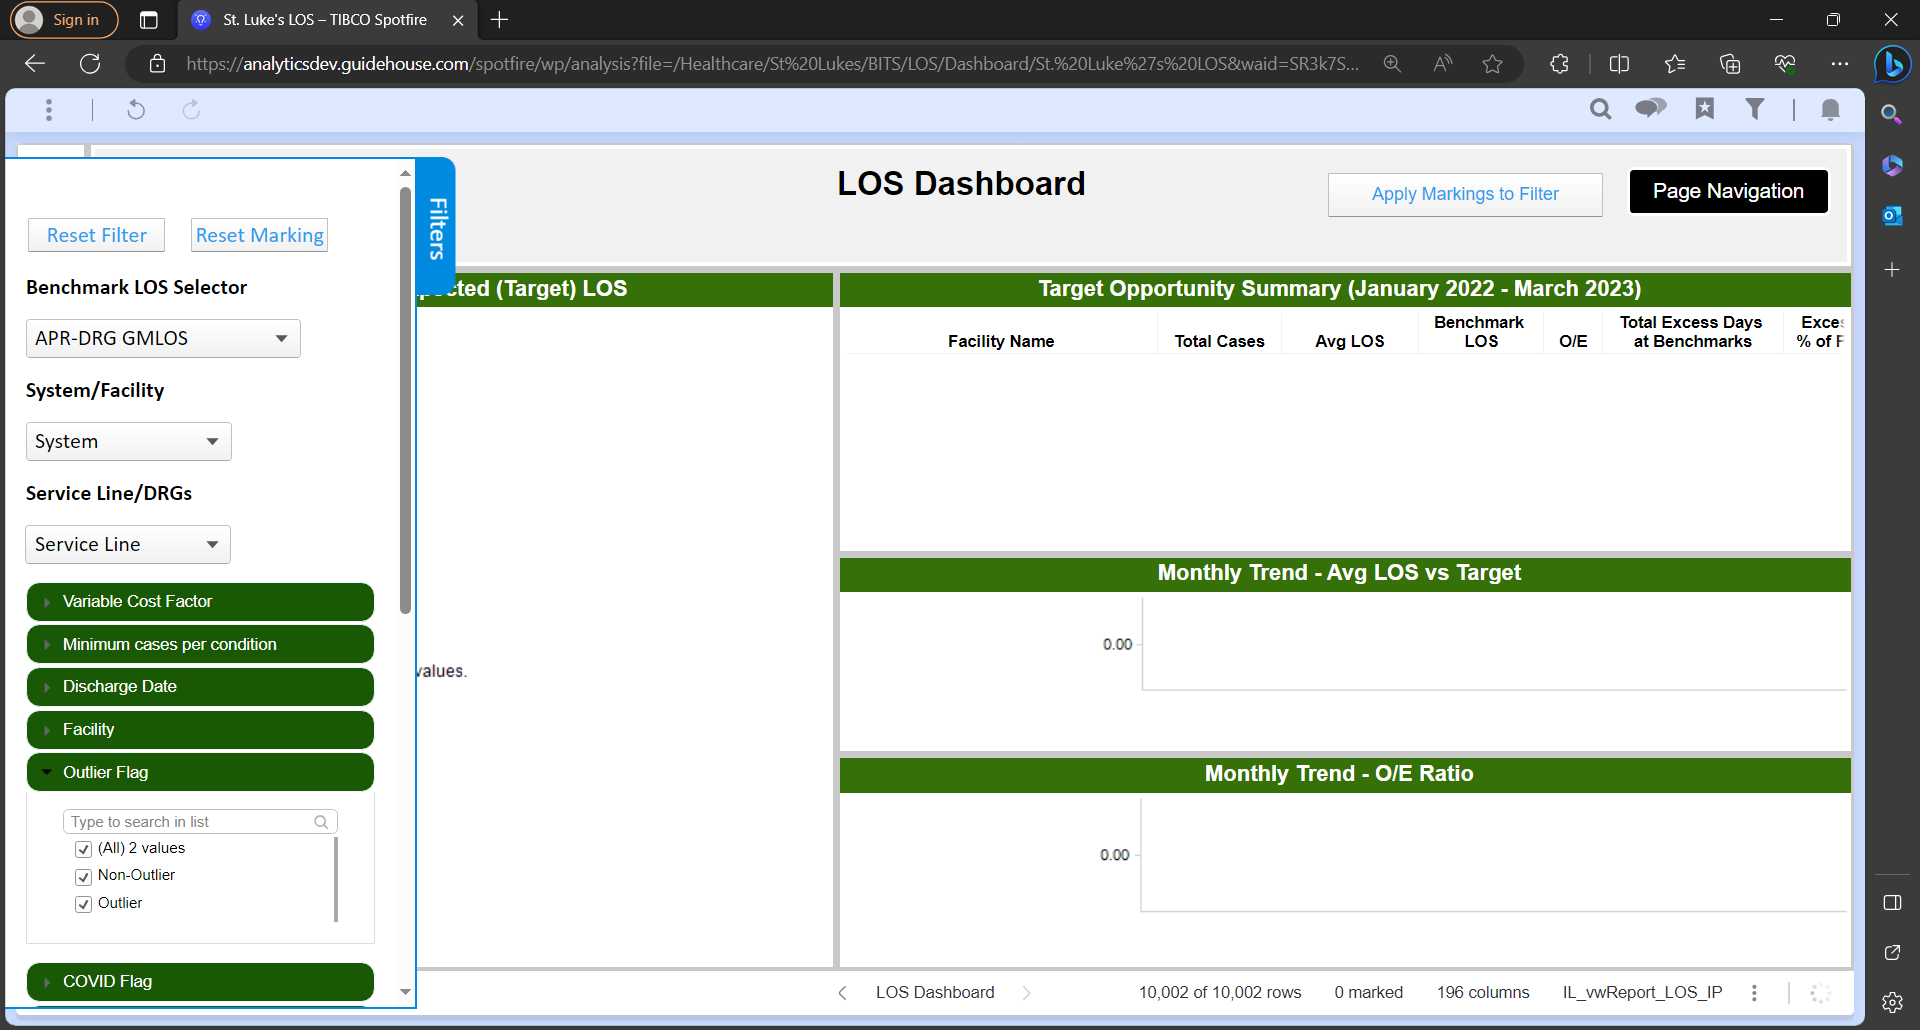 Sign in
St. Luke's LOS – TIBCO Spotfire
https://analyticsdev.guidehouse.com/spotfire/wp/analysis?file=/Healthcare/St%20Lukes/BITS/LOS/Dashboard/St.%20Luke%27s%20LOS&waid=SR3k7S...
LOS Dashboard
Apply Markings to Filter
Page Navigation
Filters
Reset Filter
Reset Marking
Benchmark LOS Selector
APR-DRG GMLOS
System/Facility
System
Service Line/DRGs
Service Line
Variable Cost Factor
Minimum cases per condition
Discharge Date
Facility
Outlier Flag
Type to search in list
(All) 2 values
Non-Outlier
Outlier
COVID Flag
(Target) LOS
values.
Target Opportunity Summary (January 2022 - March 2023)
Facility Name
Total Cases
Avg LOS
Benchmark
LOS
O/E
Total Excess Days
at Benchmarks
% of
Monthly Trend - Avg LOS vs Target
0.00
Monthly Trend - O/E Ratio
0.00
LOS Dashboard
10,002 of 10,002 rows
0 marked
196 columns
IL_vwReport_LOS_IP